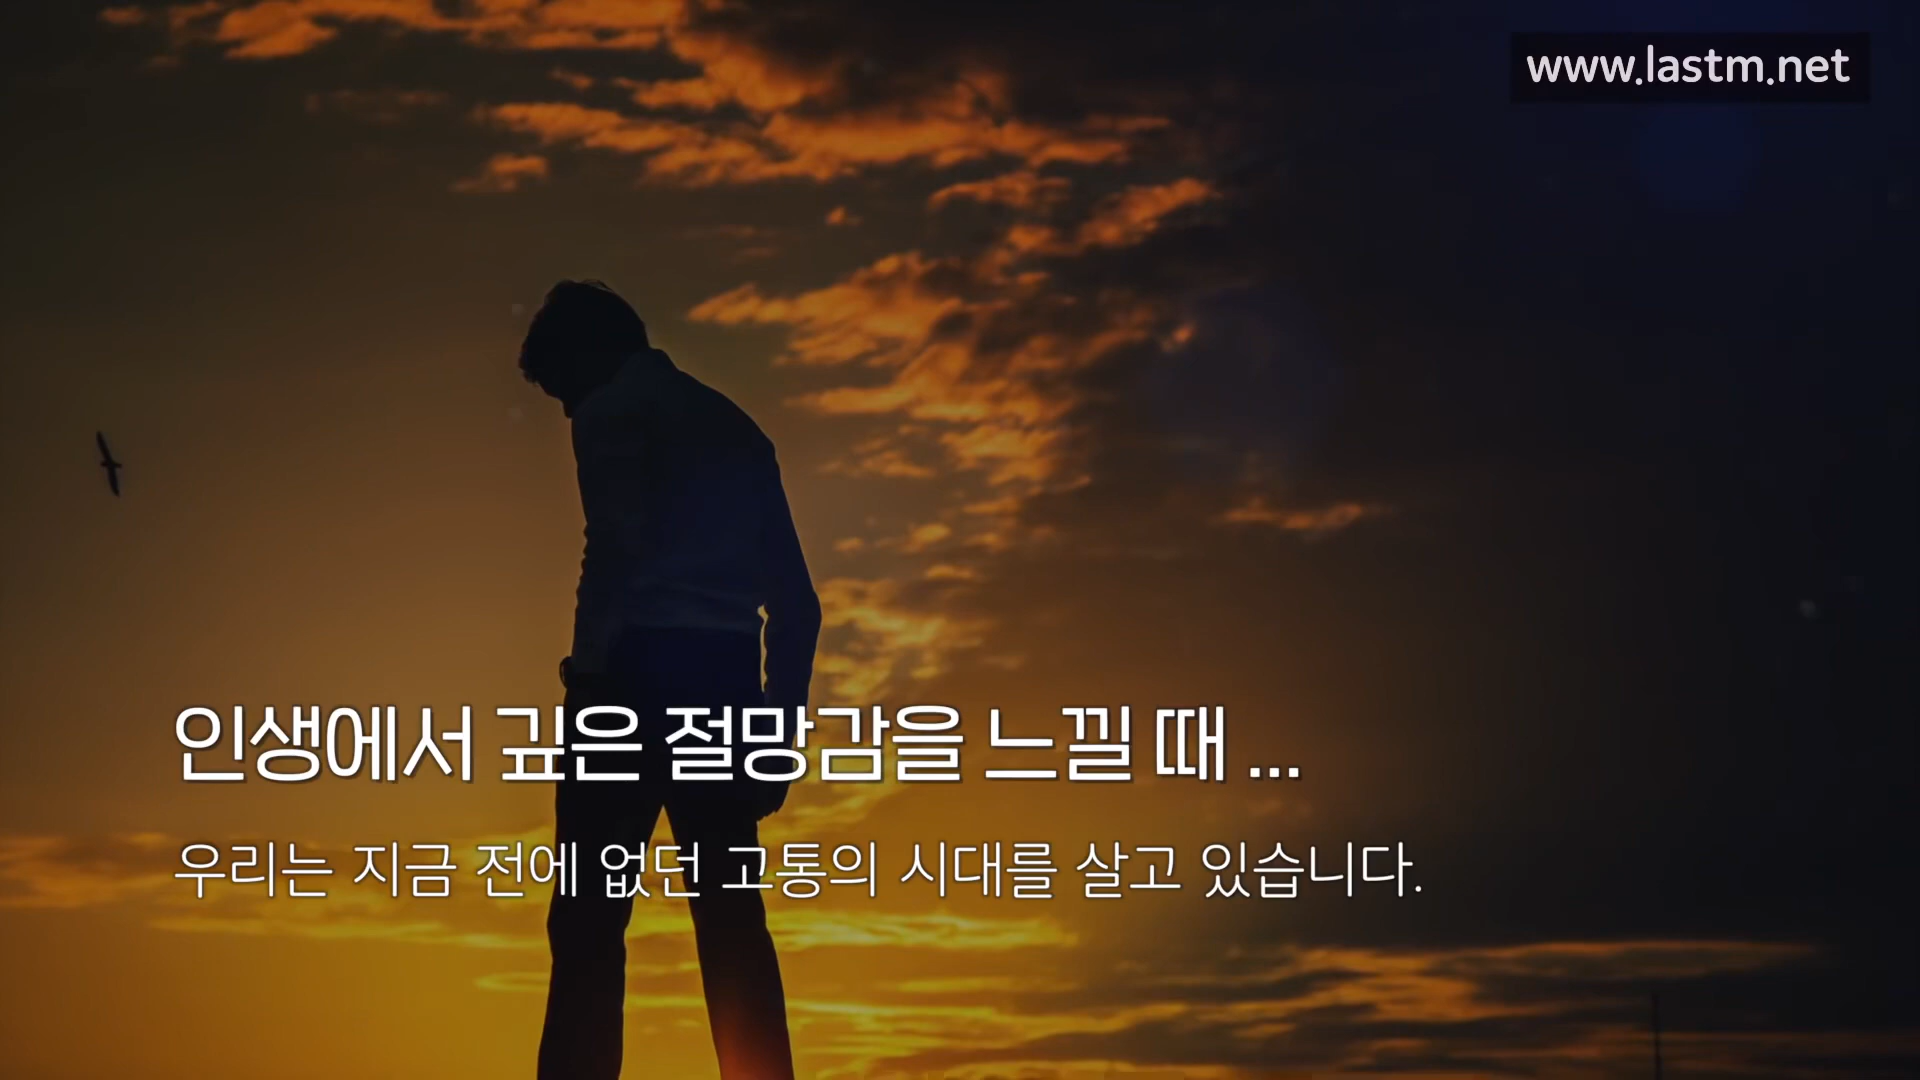 www.lastm.net
인생에서 깊은 절망감을 느낄 때 ...
우리는 지금 전에 없던 고통의 시대를 살고 있습니다.